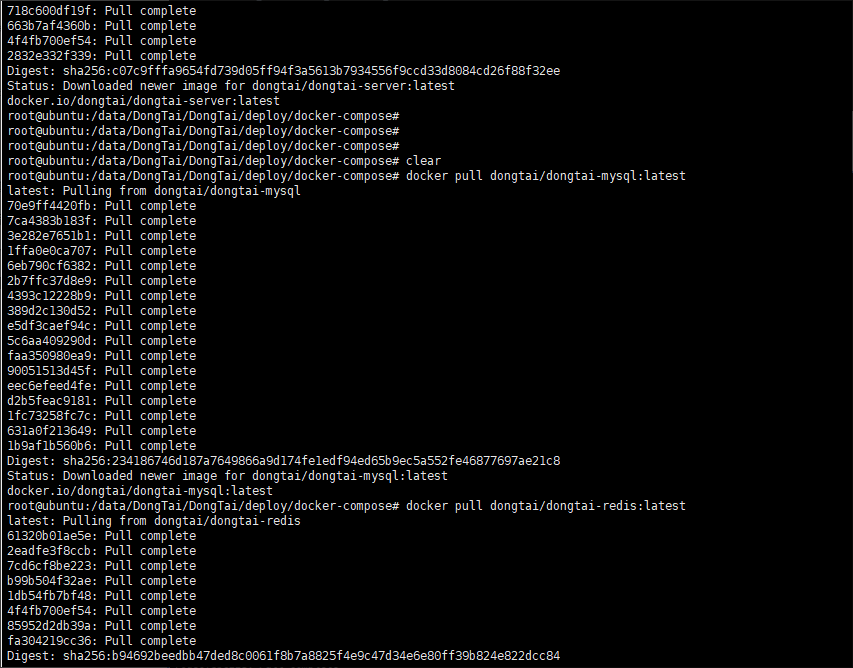 718c600df19f: Pull complete
663b7af4360b: Pull complete
4f4fb700ef54: Pull complete
2832e332f339: Pull complete
Digest: sha256:c07c9fffa9654fd739d05ff94f3a5613b7934556f9ccd33d8084cd26f88f32ee
Status: Downloaded newer image for dongtai/dongtai-server:latest
docker.io/dongtai/dongtai-server:latest
root@ubuntu:/data/DongTai/DongTai/deploy/docker-compose#
root@ubuntu:/data/DongTai/DongTai/deploy/docker-compose#
root@ubuntu:/data/DongTai/DongTai/deploy/docker-compose#
root@ubuntu:/data/DongTai/DongTai/deploy/docker-compose# clear
root@ubuntu:/data/DongTai/DongTai/deploy/docker-compose# docker pull dongtai/dongtai-mysql:latest
latest: Pulling from dongtai/dongtai-mysql
70e9ff4420fb: Pull complete
7ca4383b183f: Pull complete
3e282e7651b1: Pull complete
1ffa0e0ca707: Pull complete
6eb790cf6382: Pull complete
2b7ffc37d8e9: Pull complete
4393c12228b9: Pull complete
389d2c130d52: Pull complete
e5df3caef94c: Pull complete
5c6aa409290d: Pull complete
faa350980ea9: Pull complete
90051513d45f: Pull complete
eec6efeed4fe: Pull complete
d2b5feac9181: Pull complete
1fc73258fc7c: Pull complete
631a0f213649: Pull complete
1b9af1b560b6: Pull complete
Digest: sha256:234186746d187a7649866a9d174fe1edf94ed65b9ec5a552fe46877697ae21c8
Status: Downloaded newer image for dongtai/dongtai-mysql:latest
docker.io/dongtai/dongtai-mysql:latest
root@ubuntu:/data/DongTai/DongTai/deploy/docker-compose# docker pull dongtai/dongtai-redis:latest
latest: Pulling from dongtai/dongtai-redis
61320b01ae5e: Pull complete
2eadfe3f8ccb: Pull complete
7cd6cf8be223: Pull complete
b99b504f32ae: Pull complete
1db54fb7bf48: Pull complete
4f4fb700ef54: Pull complete
85952d2db39a: Pull complete
fa304219cc36: Pull complete
Digest: sha256:b94692beedbb47ded8c0061f8b7a8825f4e9c47d34e6e80ff39b824e822dcc84